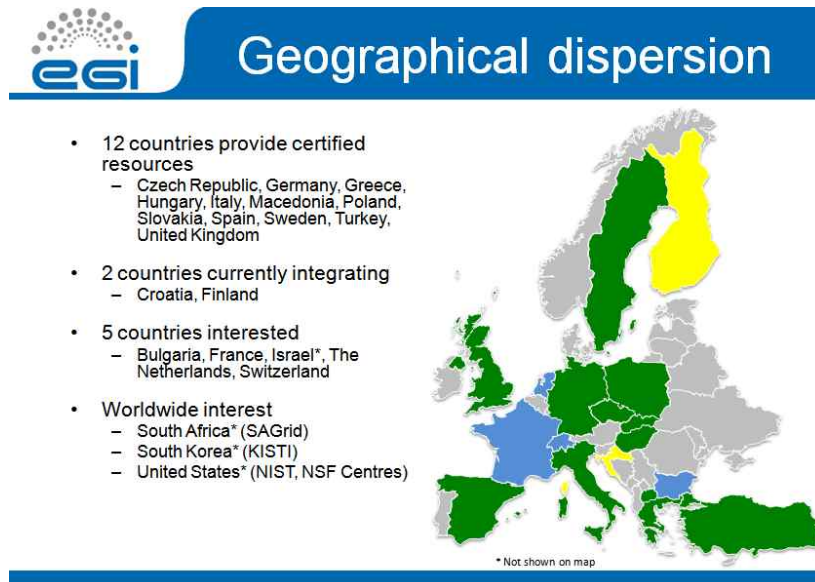 egi
Geographical dispersion
• 12 countries provide certified
resources
– Czech Republic, Germany, Greece,
Hungary, Italy, Macedonia, Poland,
Slovakia, Spain, Sweden, Turkey,
United Kingdom
• 2 countries currently integrating
– Croatia, Finland
• 5 countries interested
– Bulgaria, France, Israel*, The
Netherlands, Switzerland
• Worldwide interest
– South Africa* (SAGrid)
– South Korea* (KISTI)
– United States* (NIST, NSF Centres)
* Not shown on map